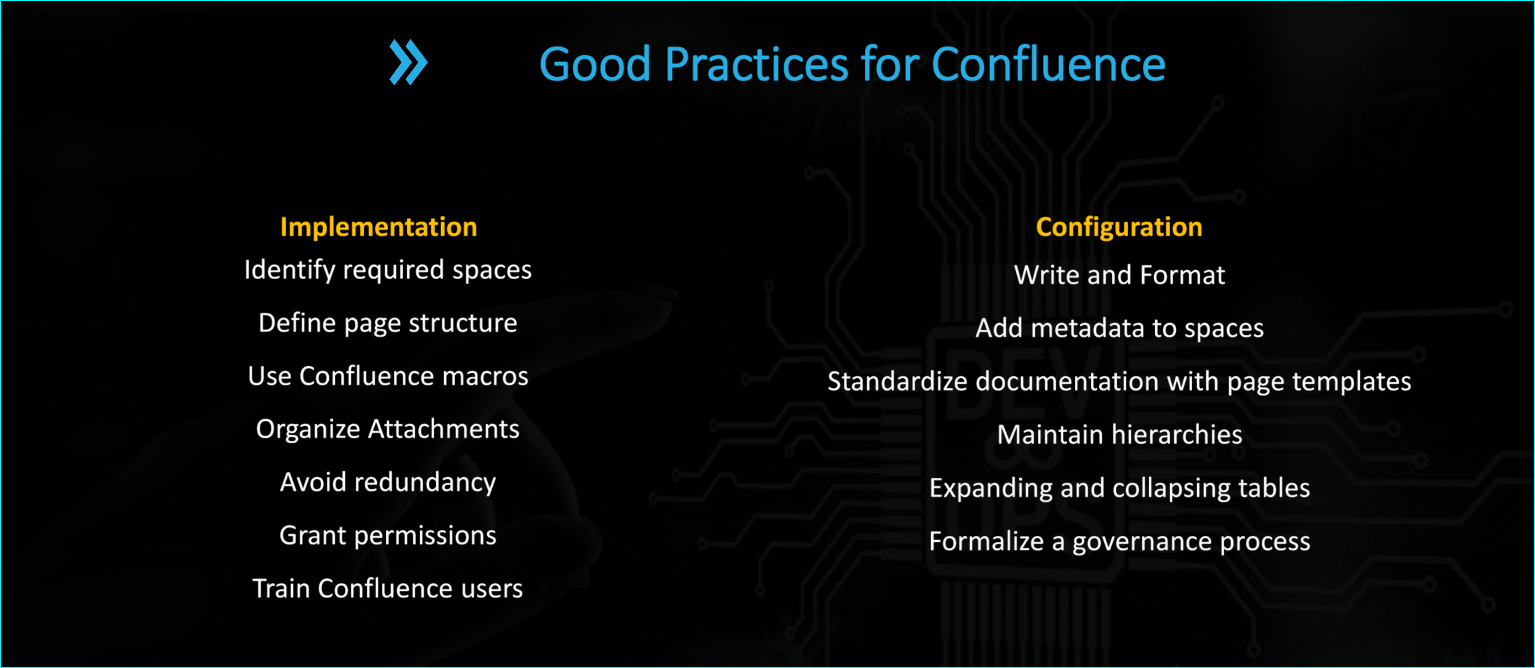 Good Practices for Confluence
Implementation
Identify required spaces
Define page structure
Use Confluence macros
Organize Attachments
Avoid redundancy
Grant permissions
Train Confluence users
Configuration
Write and Format
Add metadata to spaces
Standardize documentation with page templates
Maintain hierarchies
Expanding and collapsing tables
Formalize a governance process
DEV
OPS